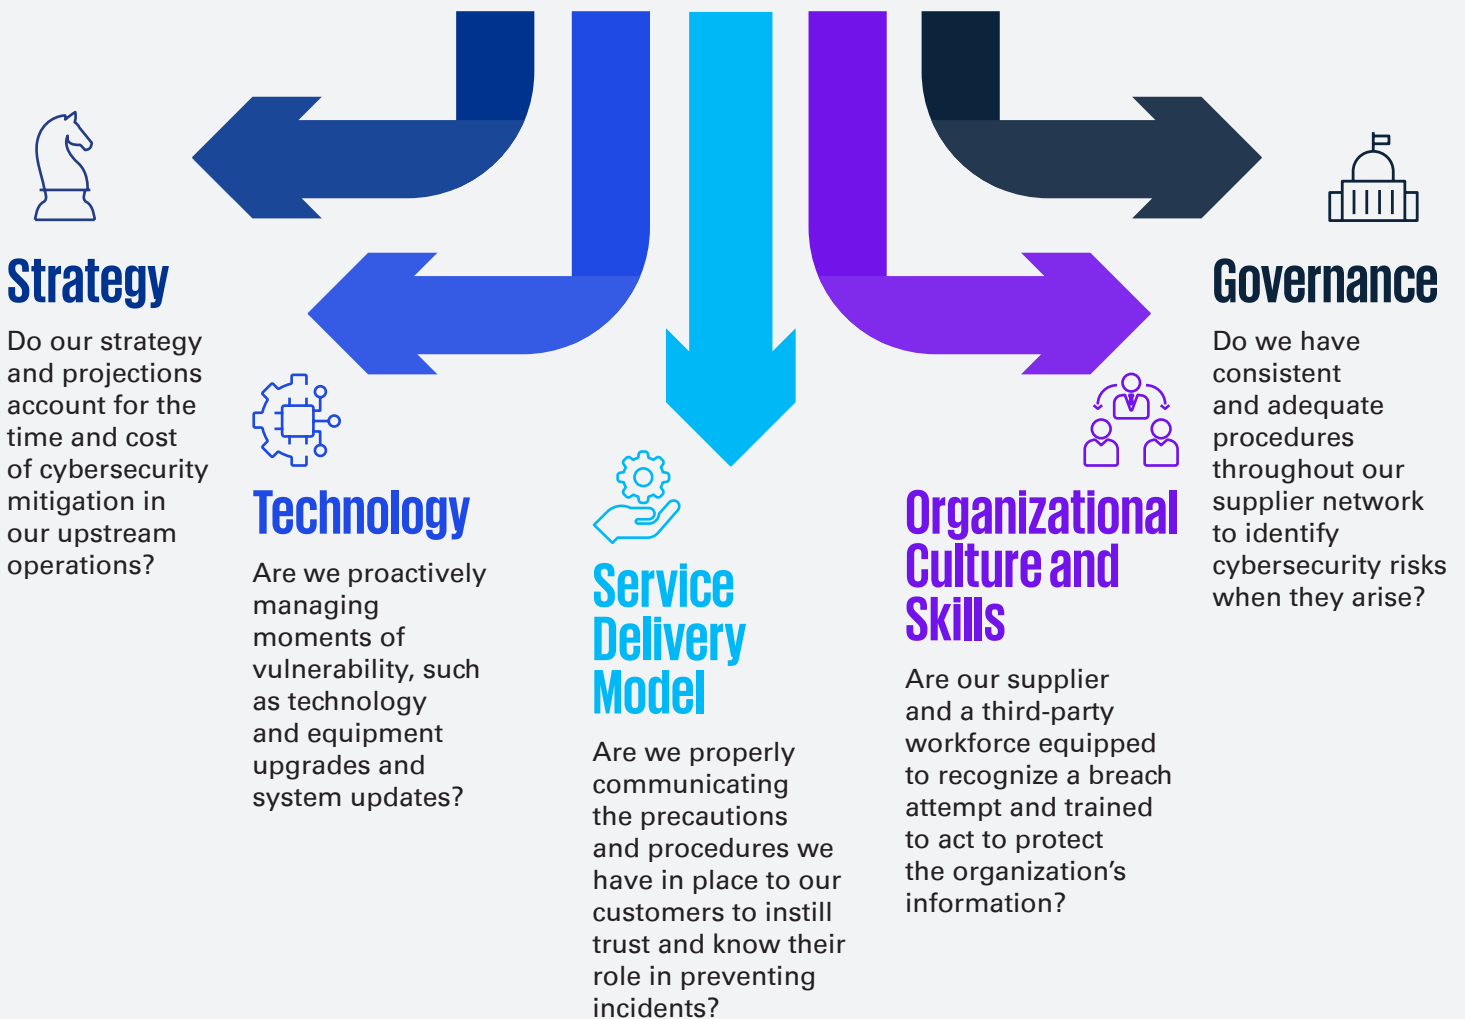 Strategy
Do our strategy
and projections
account for the
time and cost
of cybersecurity
mitigation in
our upstream
operations?
Technology
Are we proactively
managing
moments of
vulnerability, such
as technology
and equipment
upgrades and
system updates?
Service
Delivery
Model
Are we properly
communicating
the precautions
and procedures we
have in place to our
customers to instill
trust and know their
role in preventing
incidents?
Organizational
Culture and
Skills
Are our supplier
and a third-party
workforce equipped
to recognize a breach
attempt and trained
to act to protect
the organization’s
information?
Governance
Do we have
consistent
and adequate
procedures
throughout our
supplier network
to identify
cybersecurity risks
when they arise?